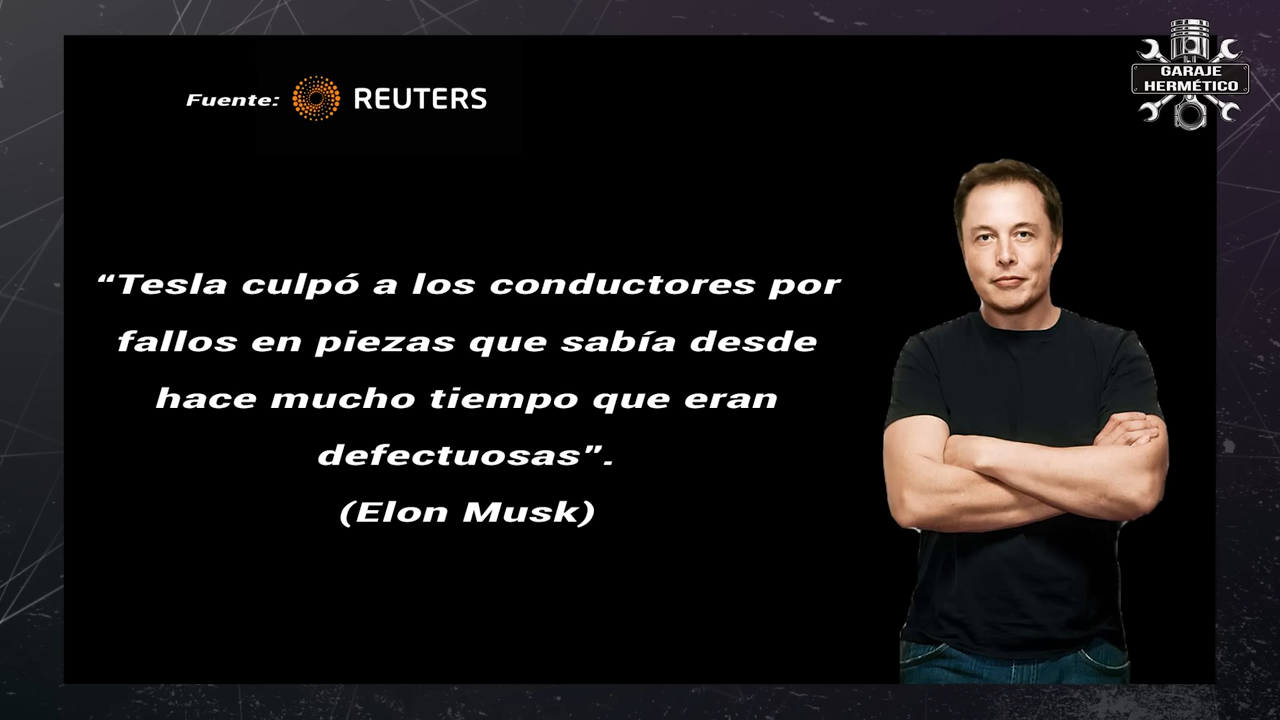 GARAJE
HERMÉTICO
Fuente: REUTERS
“Tesla culpó a los conductores por
fallos en piezas que sabía desde
hace mucho tiempo que eran
defectuosas”.
(Elon Musk)